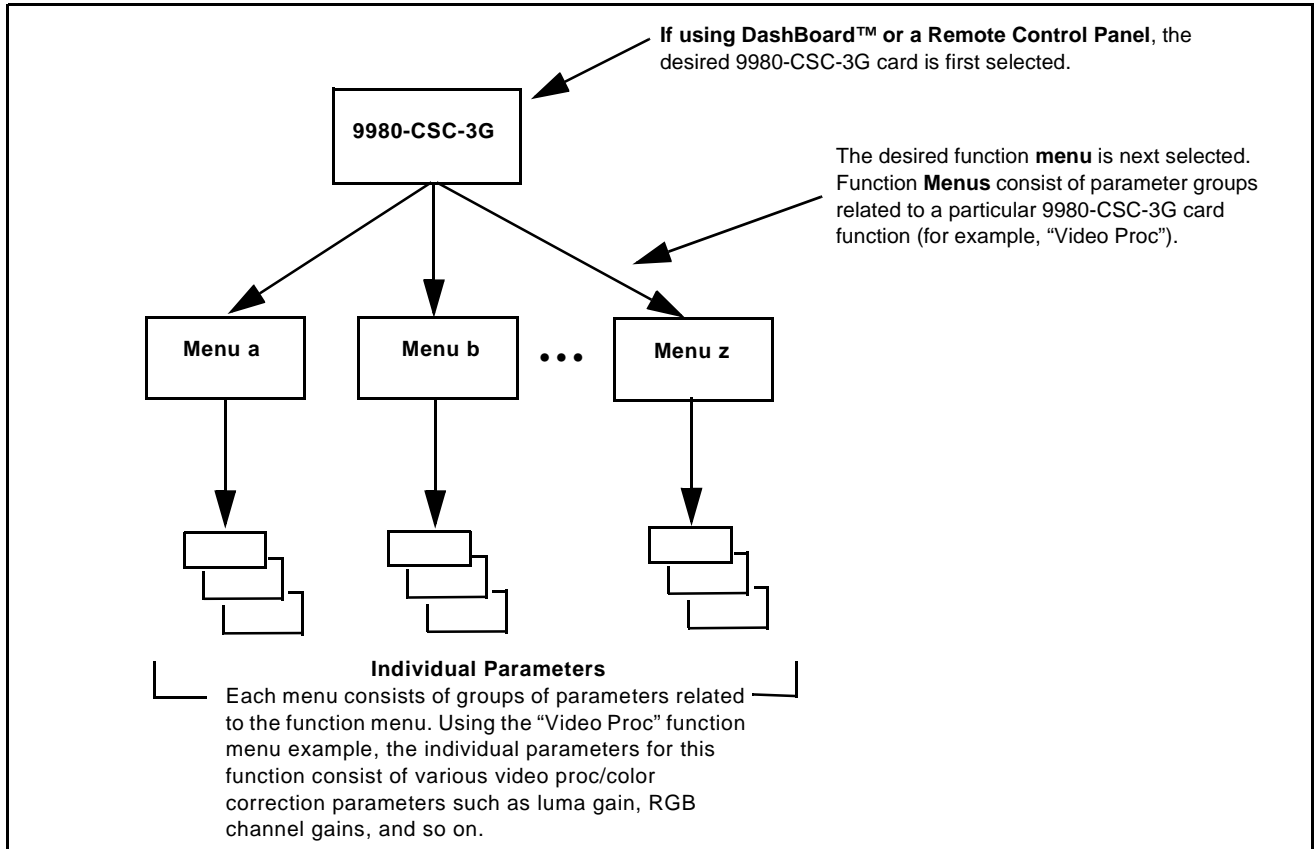 If using DashBoard™ or a Remote Control Panel, the
desired 9980-CSC-3G card is first selected.
9980-CSC-3G
The desired function menu is next selected.
Function Menus consist of parameter groups
related to a particular 9980-CSC-3G card
function (for example, “Video Proc”).
Menu a
Menu b
•••
Menu z
Individual Parameters
Each menu consists of groups of parameters related
to the function menu. Using the “Video Proc” function
menu example, the individual parameters for this
function consist of various video proc/color
correction parameters such as luma gain, RGB
channel gains, and so on.